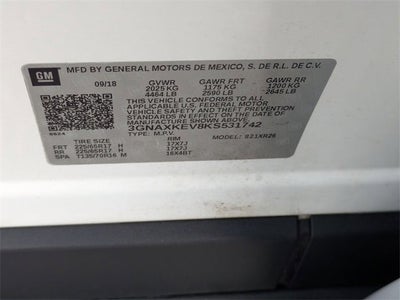 GM
MFD BY GENERAL MOTORS DE MEXICO, S. DE R.L. DE C.V.
09/18 GVWR GAWR FRT GAWR RR
2025 KG 1175 KG 1200 KG
4464 LB 2590 LB 2645 LB
THIS VEHICLE CONFORMS TO ALL
APPLICABLE U.S. FEDERAL MOTOR
VEHICLE SAFETY AND THEFT PREVENTION
STANDARDS IN EFFECT ON THE DATE OF
MANUFACTURE SHOWN ABOVE.
3GNAXKEV8KS531742
TYPE: M.P.V. MODEL:
TIRE SIZE RIM
FRT 225/65R17 H 17X7J
RR 225/65R17 H 17X7J
SPA T135/70R16 M 16X4BT